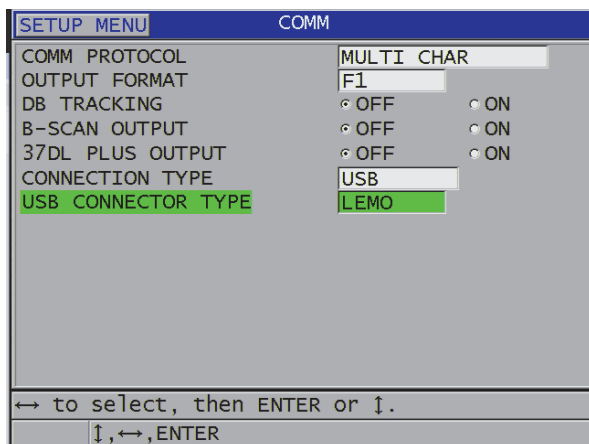 SETUP MENU COMM
COMM PROTOCOL MULTI CHAR
OUTPUT FORMAT F1
DB TRACKING OFF ON
B-SCAN OUTPUT OFF ON
37DL PLUS OUTPUT OFF ON
CONNECTION TYPE USB
USB CONNECTOR TYPE LEMO
↔ to select, then ENTER or ↕.
↕,↔,ENTER